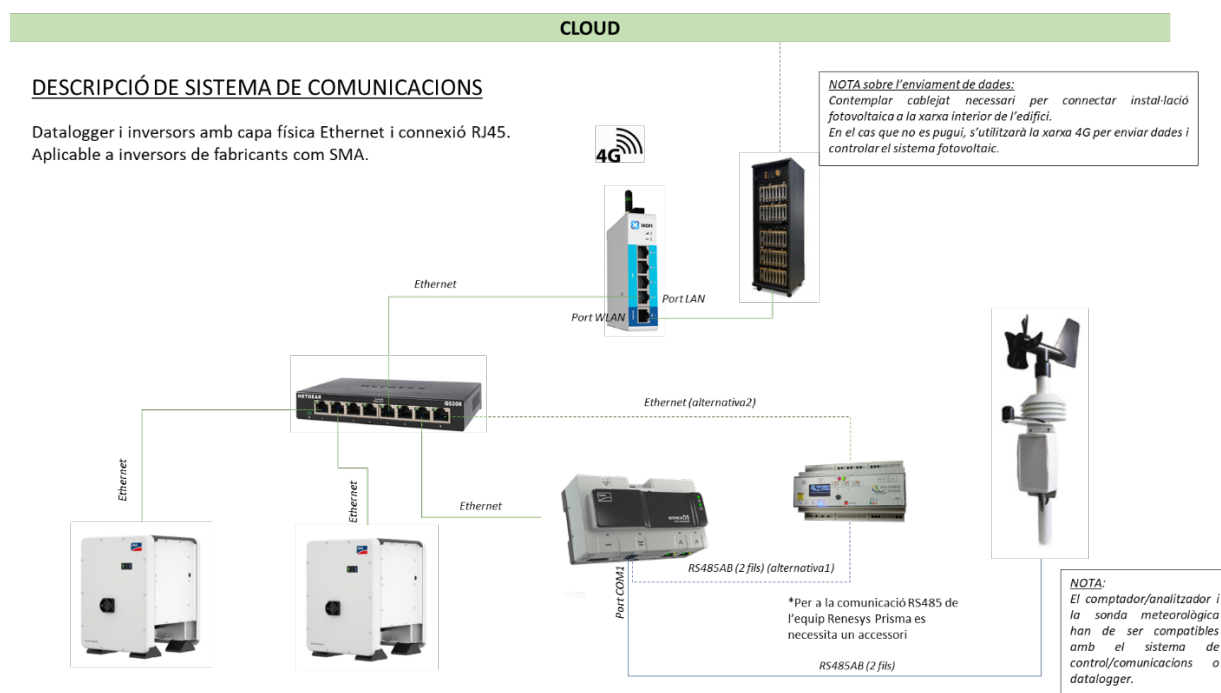 CLOUD
DESCRIPCIÓ DE SISTEMA DE COMUNICACIONS
Datalogger i inversors amb capa física Ethernet i connexió RJ45.
Aplicable a inversors de fabricants com SMA.
NOTA sobre l'enviament de dades:
Contemplar cablejat necessari per connectar instal·lació
fotovoltaica a la xarxa interior de l'edifici.
En el cas que no es pugui, s'utilitzarà la xarxa 4G per enviar dades i
controlar el sistema fotovoltaic.
4G
ixon
Ethernet
Port LAN
Port WLAN
NETGEAR
GS308
Ethernet (alternativa2)
Ethernet
Ethernet
Ethernet
ennexOS
RS485AB (2 fils) (alternativa1)
Port COM1
*Per a la comunicació RS485 de
l'equip Renesys Prisma es
necessita un accessori
RS485AB (2 fils)
NOTA:
El comptador/analitzador i
la sonda meteorològica
han de ser compatibles
amb el sistema de
control/comunicacions o
datalogger.